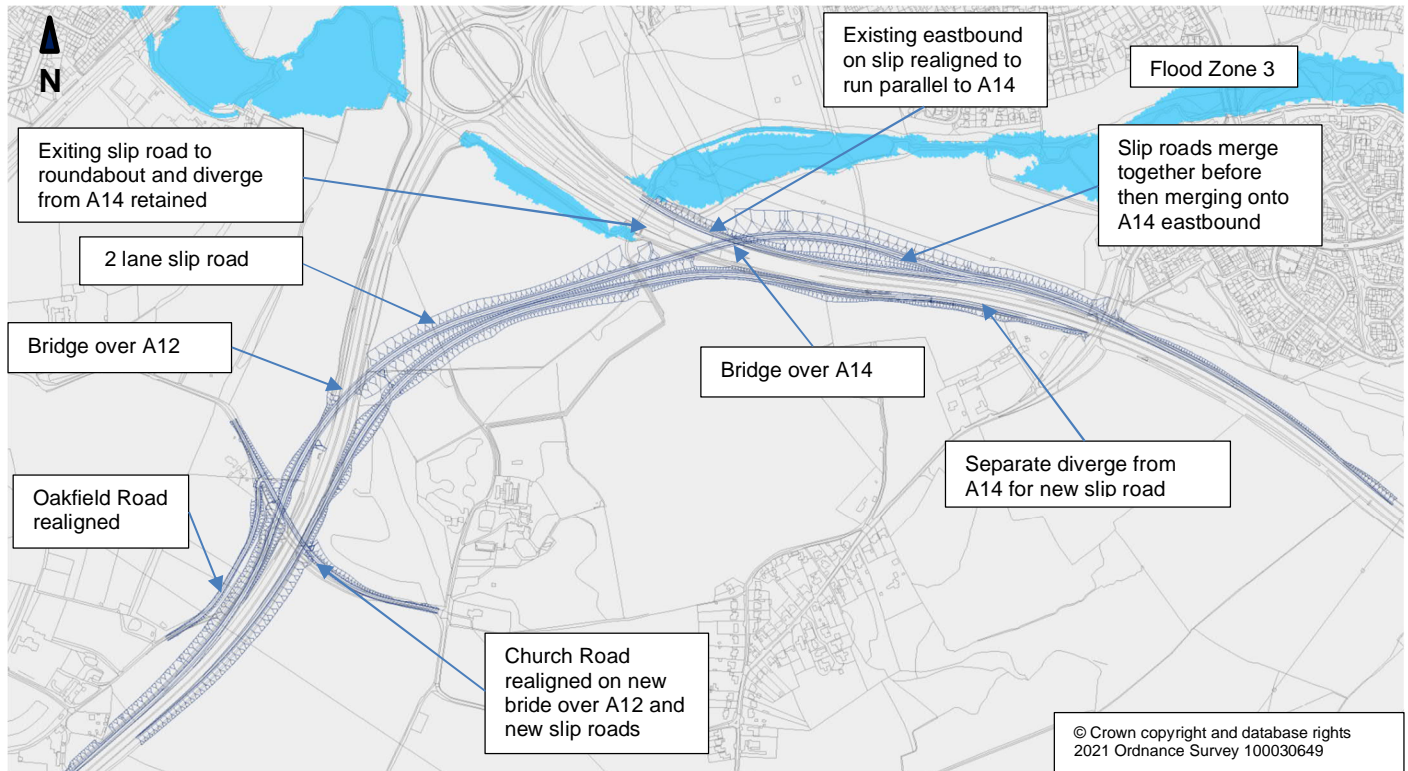 N
Existing eastbound
on slip realigned to
run parallel to A14
Flood Zone 3
Exiting slip road to
roundabout and diverge
from A14 retained
Slip roads merge
together before
then merging onto
A14 eastbound
2 lane slip road
Bridge over A12
Bridge over A14
Separate diverge from
A14 for new slip road
Oakfield Road
realigned
Church Road
realigned on new
bride over A12 and
new slip roads
© Crown copyright and database rights
2021 Ordnance Survey 100030649